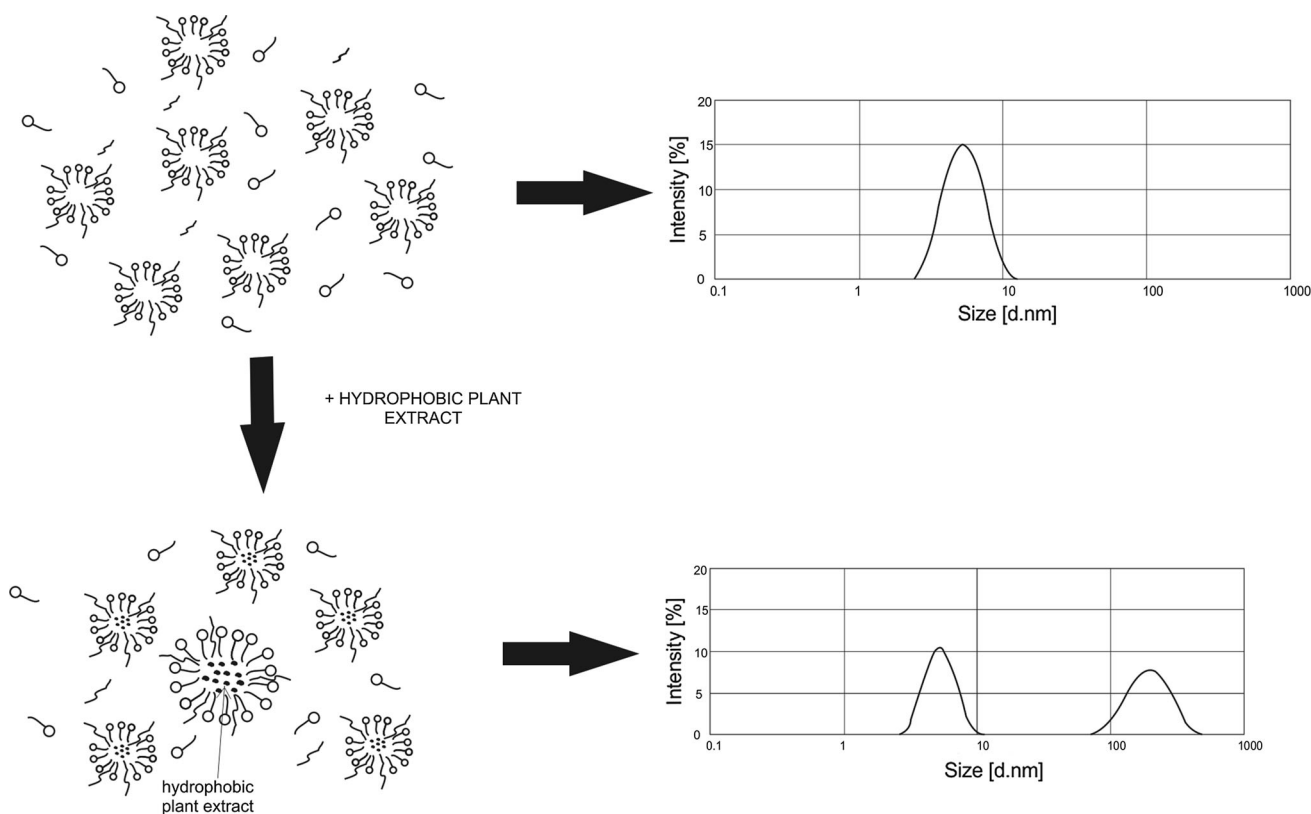 20
15
10
5
0
Intensity [%]
0.1 1 10 100 1000
Size [d.nm]
+ HYDROPHOBIC PLANT
EXTRACT
20
15
10
5
0
Intensity [%]
0.1 1 10 100 1000
Size [d.nm]
hydrophobic
plant extract